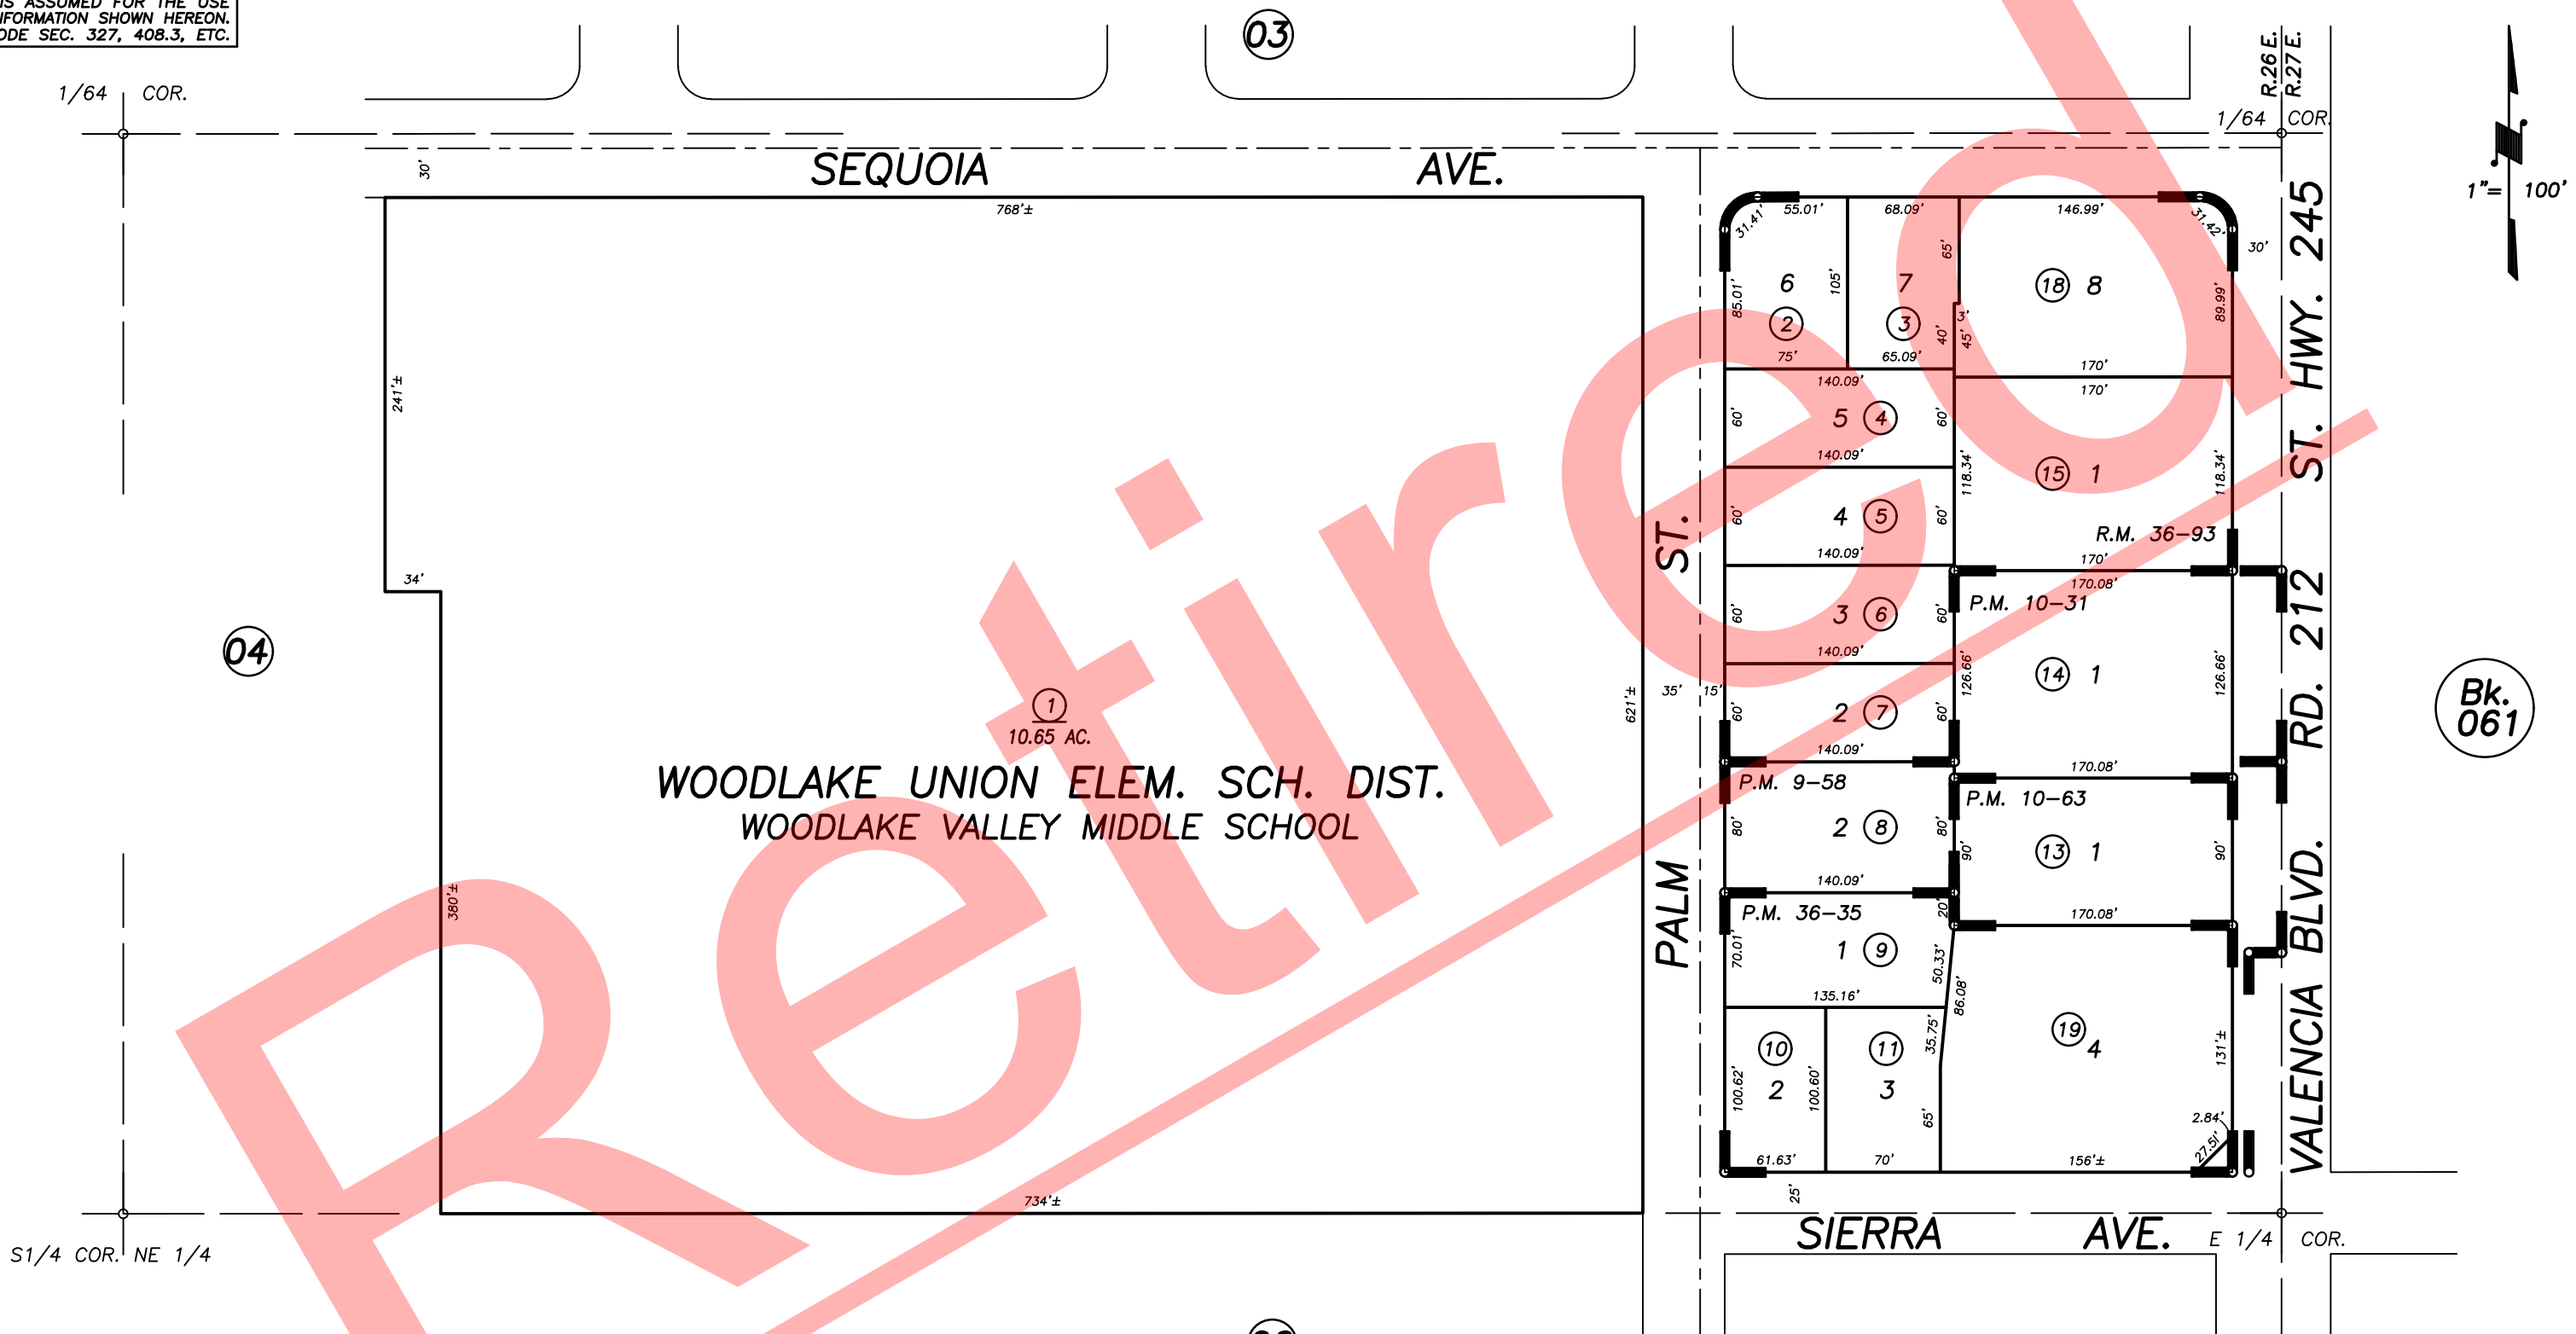 IS ASSUMED FOR THE USE
NFORMATION SHOWN HEREON.
ODE SEC. 327, 408.3, ETC.
03
R.26 E.
R.27 E.
1/64 COR.
1/64 COR.
1"= 100'
30'
SEQUOIA AVE.
768'±
241'±
34'
380'±
04
1
10.65 AC.
WOODLAKE UNION ELEM. SCH. DIST.
WOODLAKE VALLEY MIDDLE SCHOOL
621'±
734'±
35' 15'
PALM ST.
31.41' 55.01' 68.09' 146.99' 31.42'
30'
85.01' 105' 65' 89.99'
6 7 18 8
2 3
3'
40' 45'
75' 65.09' 170'
140.09' 170'
60' 5 4 60'
140.09'
118.34' 15 1 118.34'
60' 4 5 60'
R.M. 36-93
140.09' 170'
170.08'
P.M. 10-31
60' 3 6 60'
140.09'
126.66' 14 1 126.66'
60' 2 7 60'
140.09' 170.08'
P.M. 9-58 P.M. 10-63
80' 2 8 80'
90' 13 1 90'
140.09'
P.M. 36-35 20' 170.08'
70.01' 1 9 50.33' 86.08'
135.16'
10 11 35.75' 19
4 131'±
100.62' 2 100.60' 3 65'
2.84'
27.51'
61.63' 70' 156'±
25'
SIERRA AVE.
E 1/4 COR.
S1/4 COR. NE 1/4
ST. HWY. 245
RD. 212
VALENCIA BLVD.
Bk.
061
Retired